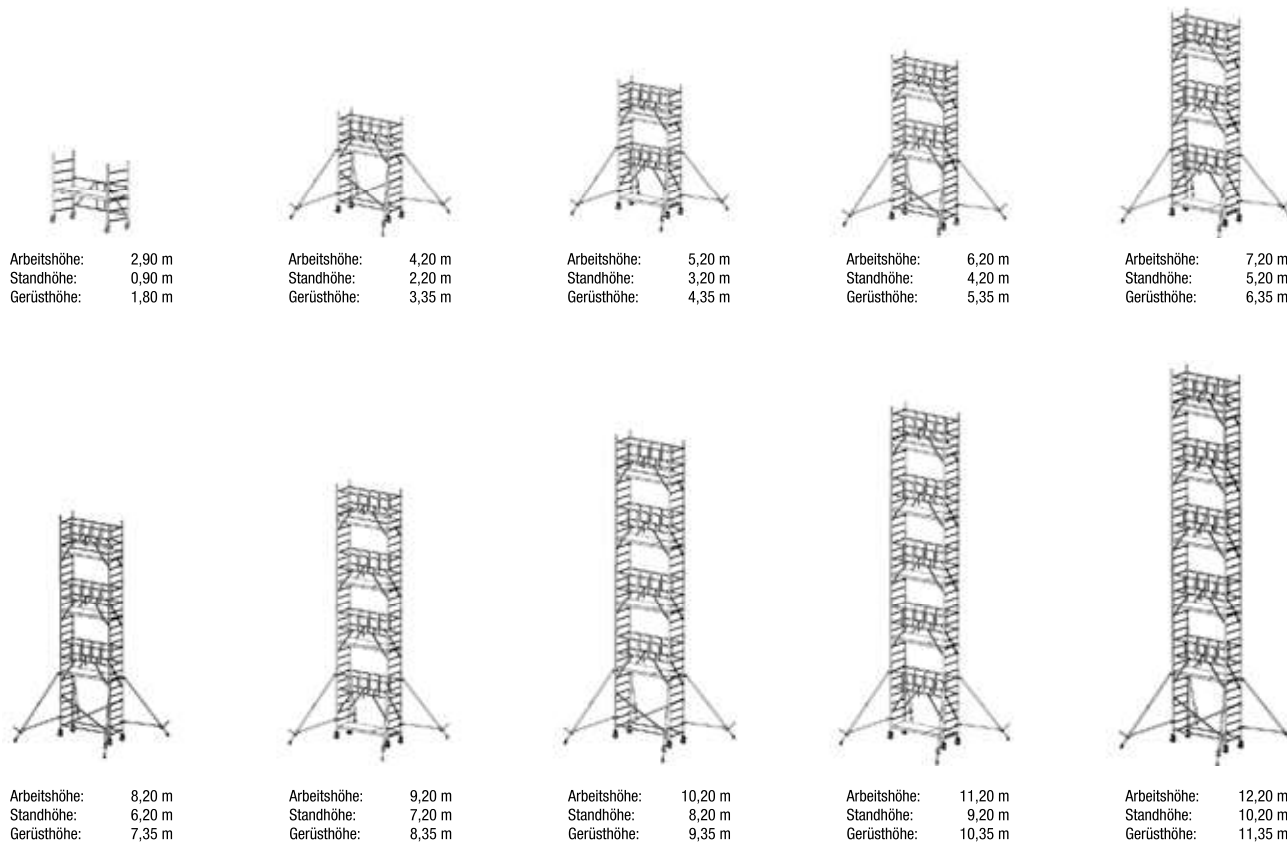 Arbeitshöhe: 2,90 m
Standhöhe: 0,90 m
Gerüsthöhe: 1,80 m
Arbeitshöhe: 4,20 m
Standhöhe: 2,20 m
Gerüsthöhe: 3,35 m
Arbeitshöhe: 5,20 m
Standhöhe: 3,20 m
Gerüsthöhe: 4,35 m
Arbeitshöhe: 6,20 m
Standhöhe: 4,20 m
Gerüsthöhe: 5,35 m
Arbeitshöhe: 7,20 m
Standhöhe: 5,20 m
Gerüsthöhe: 6,35 m
Arbeitshöhe: 8,20 m
Standhöhe: 6,20 m
Gerüsthöhe: 7,35 m
Arbeitshöhe: 9,20 m
Standhöhe: 7,20 m
Gerüsthöhe: 8,35 m
Arbeitshöhe: 10,20 m
Standhöhe: 8,20 m
Gerüsthöhe: 9,35 m
Arbeitshöhe: 11,20 m
Standhöhe: 9,20 m
Gerüsthöhe: 10,35 m
Arbeitshöhe: 12,20 m
Standhöhe: 10,20 m
Gerüsthöhe: 11,35 m